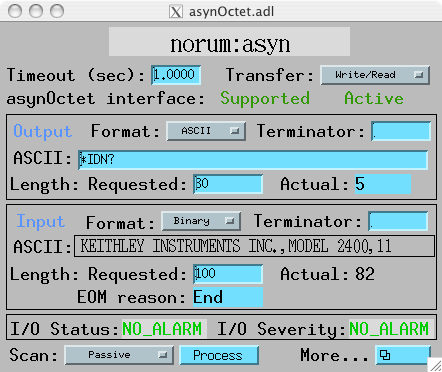 asynOctet.adl
norum:asyn
Timeout (sec): 1.0000 Transfer: Write/Read
asynOctet interface: Supported Active
Output Format: ASCII Terminator:
ASCII: *IDN?
Length: Requested: 80 Actual: 5
Input Format: Binary Terminator:
ASCII: KEITHLEY INSTRUMENTS INC.,MODEL 2400,11
Length: Requested: 100 Actual: 82
EOM reason: End
I/O Status: NO_ALARM I/O Severity: NO_ALARM
Scan: Passive Process More...